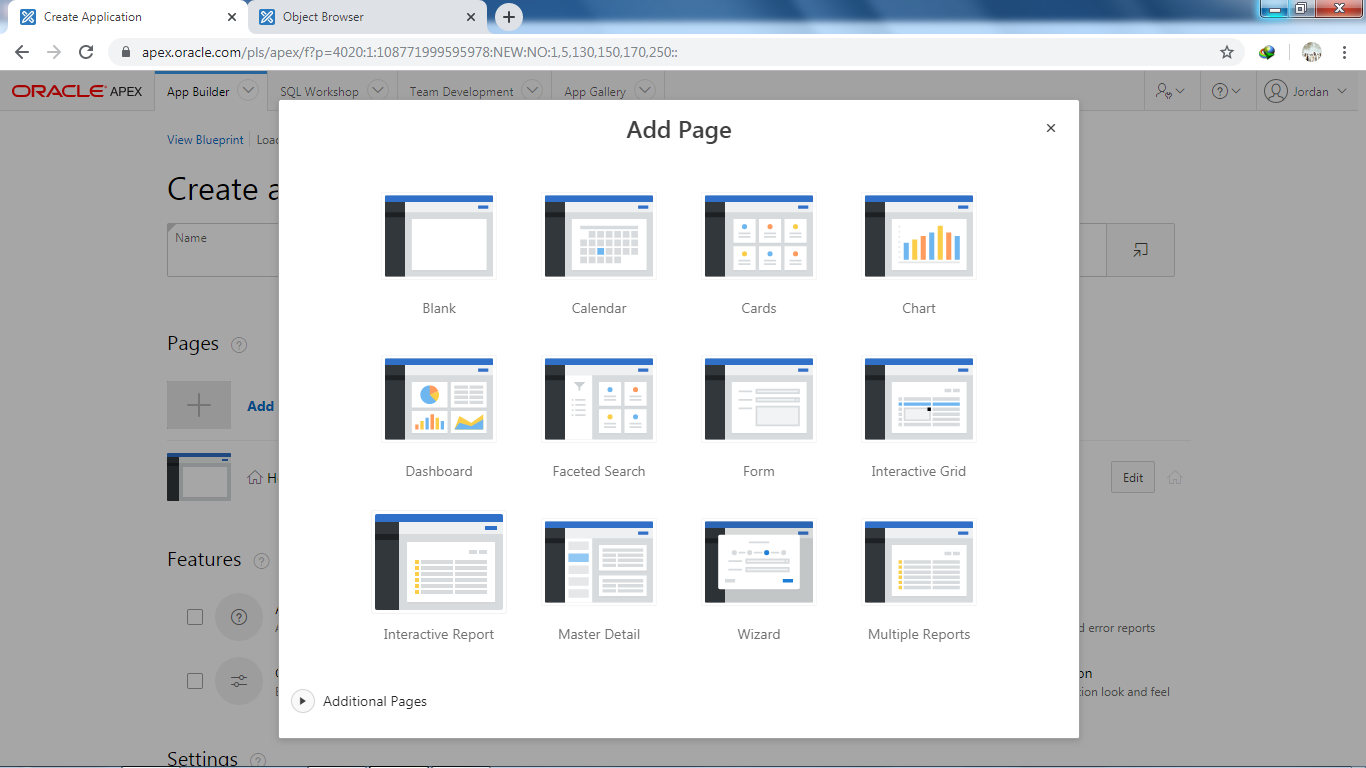 Create Application
Object Browser
apex.oracle.com/pls/apex/f?p=4020:1:108771999595978:NEW:NO:1,5,130,150,170,250::
ORACLE APEX App Builder SQL Workshop Team Development App Gallery Jordan
View Blueprint
Add Page
Create
Name
Blank Calendar Cards Chart
Pages
Add
Dashboard Faceted Search Form Interactive Grid
Edit
Features
Interactive Report Master Detail Wizard Multiple Reports
d error reports
on
ion look and feel
Additional Pages
Settings